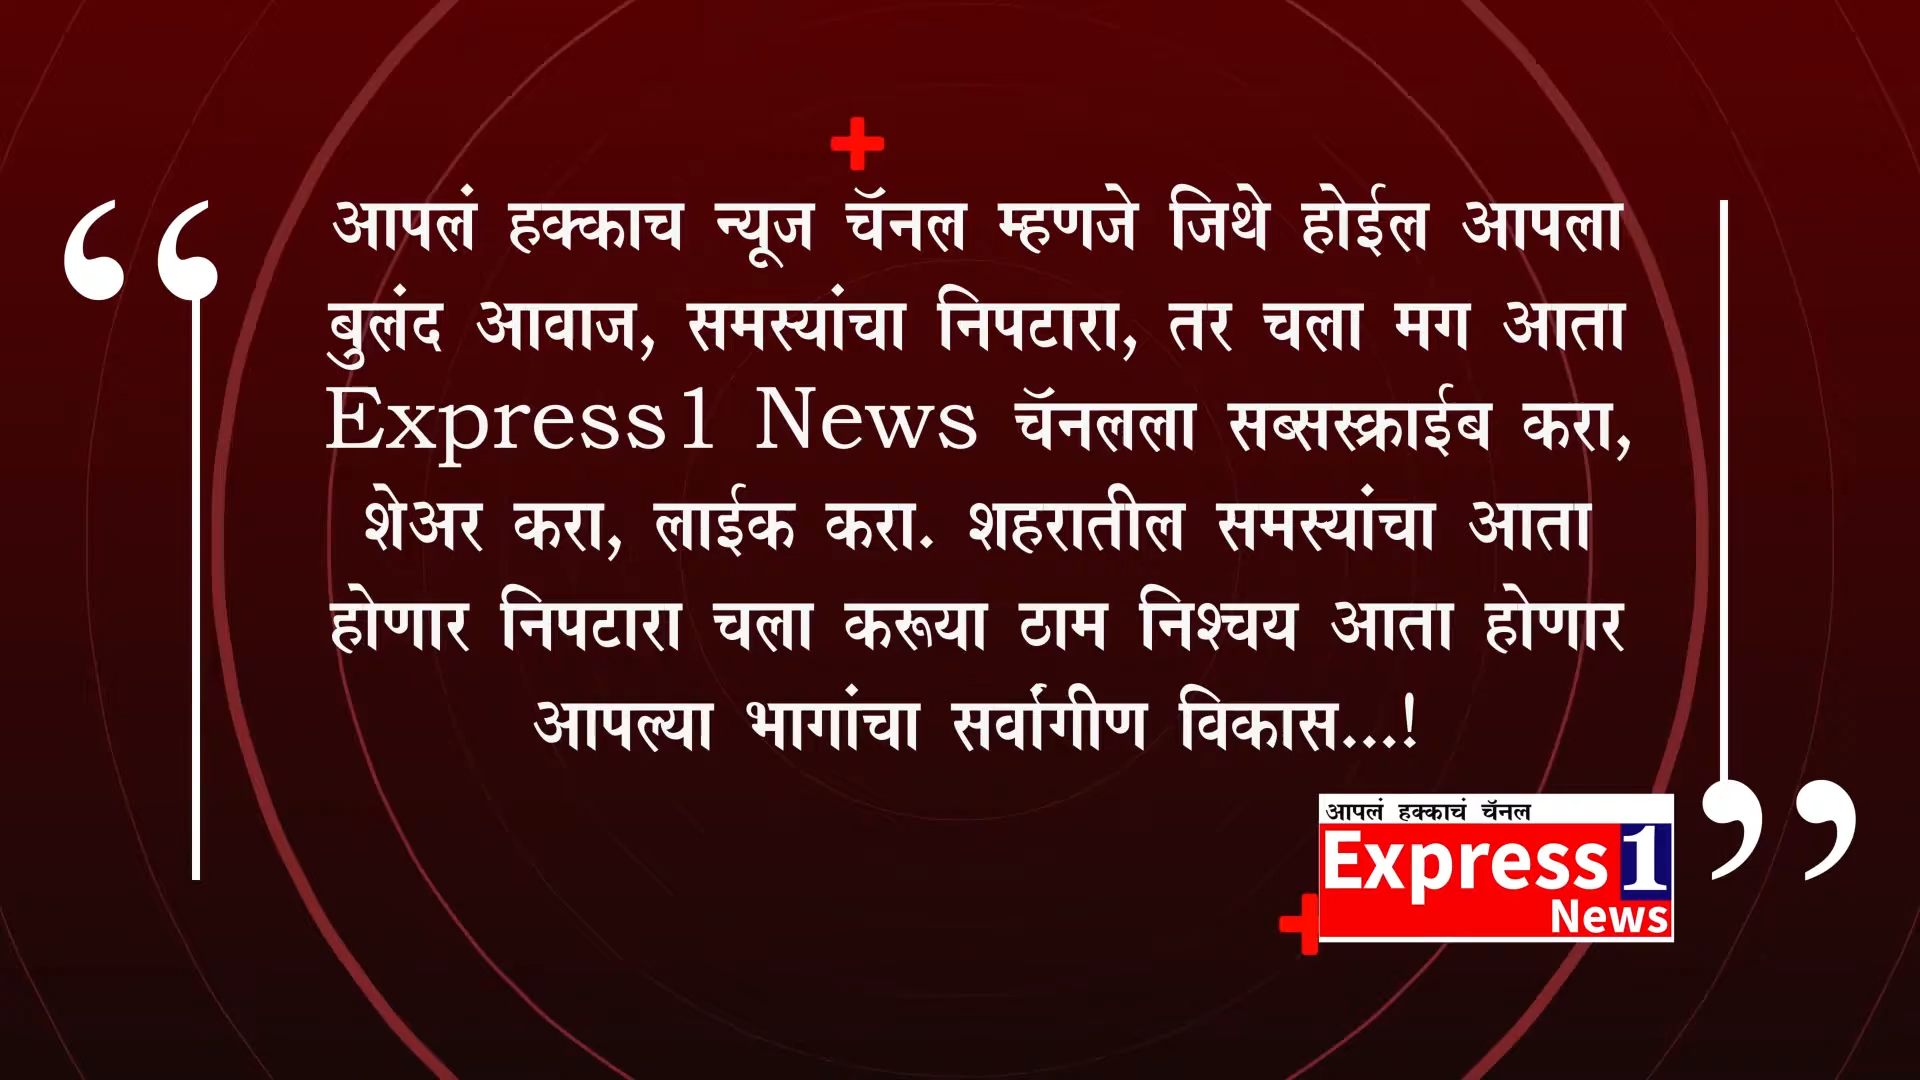 आपलं हक्काच न्यूज चॅनल म्हणजे जिथे होईल आपला
बुलंद आवाज, समस्यांचा निपटारा, तर चला मग आता
Express1 News चॅनलला सब्सस्क्राईब करा,
शेअर करा, लाईक करा. शहरातील समस्यांचा आता
होणार निपटारा चला करूया ठाम निश्चय आता होणार
आपल्या भागांचा सर्वांगीण विकास...!
आपलं हक्काचं चॅनल
Express1
News